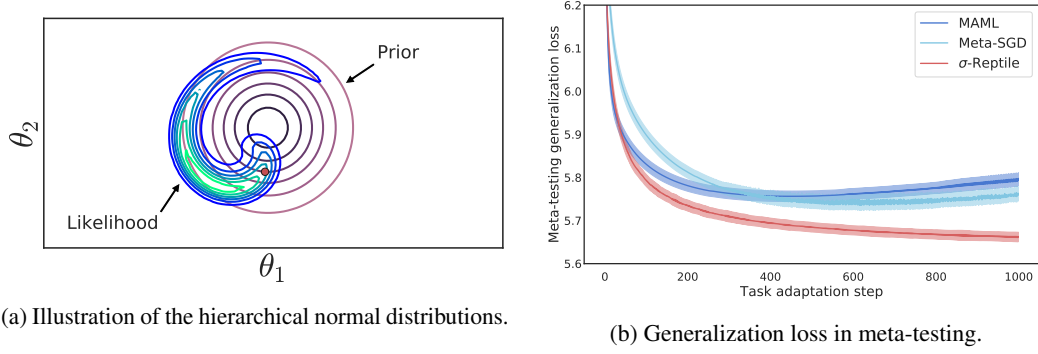 Prior
Likelihood
θ₂
θ₁
(a) Illustration of the hierarchical normal distributions.
MAML
Meta-SGD
σ-Reptile
Meta-testing generalization loss
6.2
6.1
6.0
5.9
5.8
5.7
5.6
0 200 400 600 800 1000
Task adaptation step
(b) Generalization loss in meta-testing.